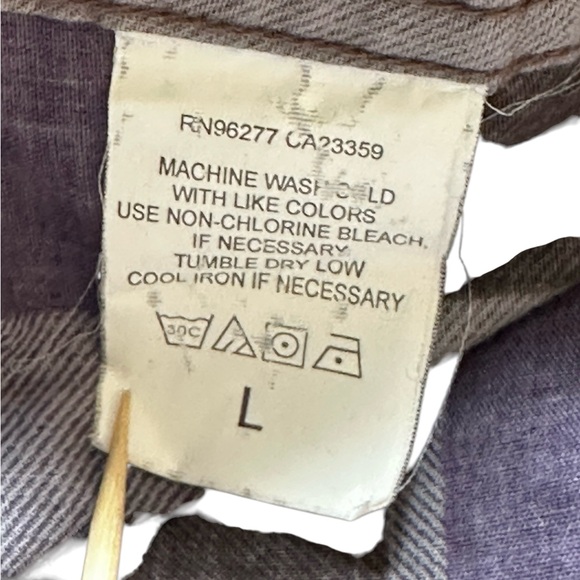 RN96277 CA23359
MACHINE WASH COLD
WITH LIKE COLORS
USE NON-CHLORINE BLEACH,
IF NECESSARY
TUMBLE DRY LOW
COOL IRON IF NECESSARY
30C
L